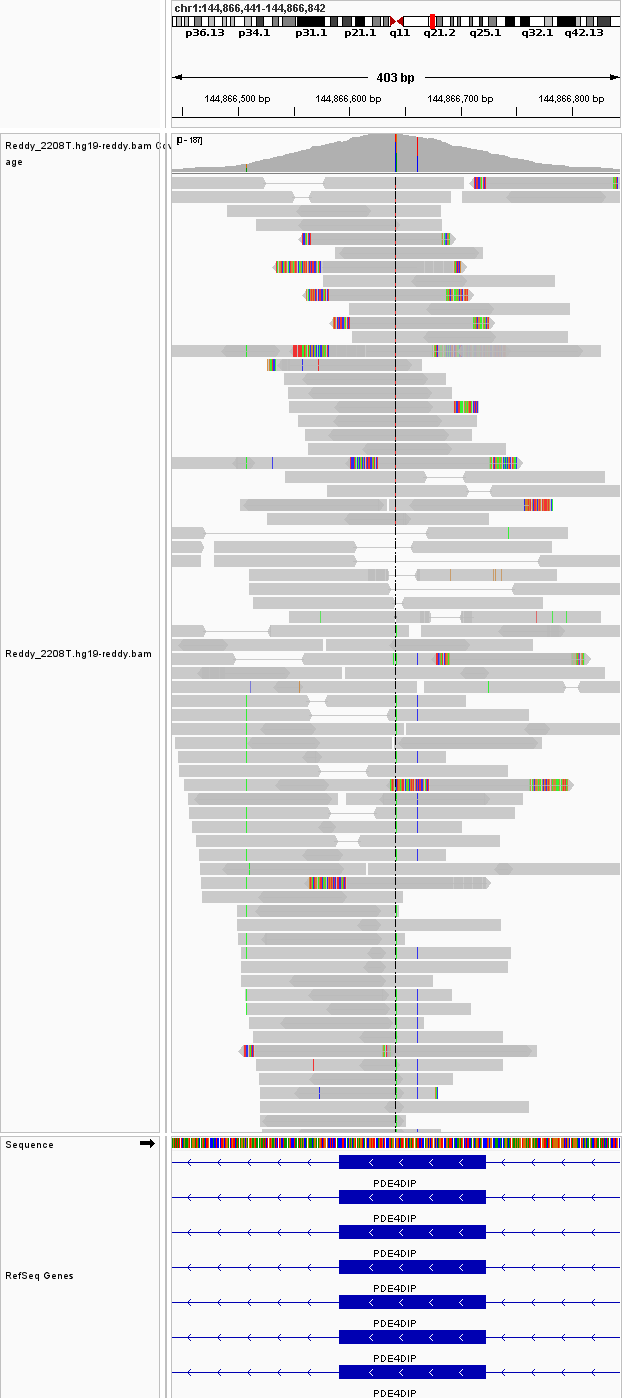 chr1:144,866,441-144,866,842
p36.13 p34.1 p31.1 p21.1 q11 q21.2 q25.1 q32.1 q42.13
403 bp
144,866,500 bp 144,866,600 bp 144,866,700 bp 144,866,800 bp
Reddy_2208T.hg19-reddy.bam Cov
age
[0 - 187]
Reddy_2208T.hg19-reddy.bam
Sequence
PDE4DIP
PDE4DIP
PDE4DIP
RefSeq Genes
PDE4DIP
PDE4DIP
PDE4DIP
PDE4DIP